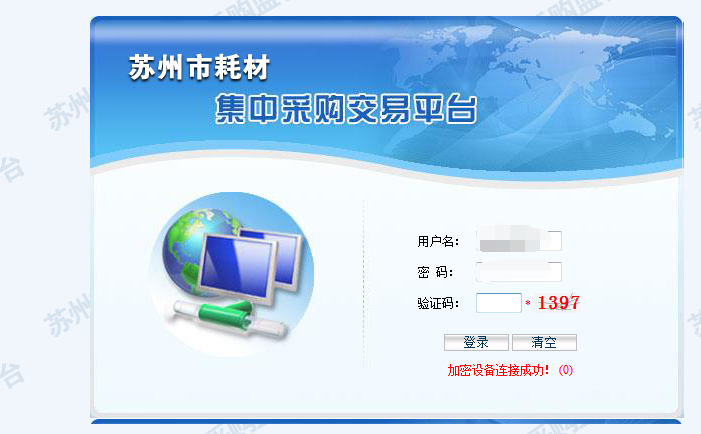 苏州市耗材
集中采购交易平台
用户名：
密 码：
验证码： * 1397
登录 清空
加密设备连接成功！(0)